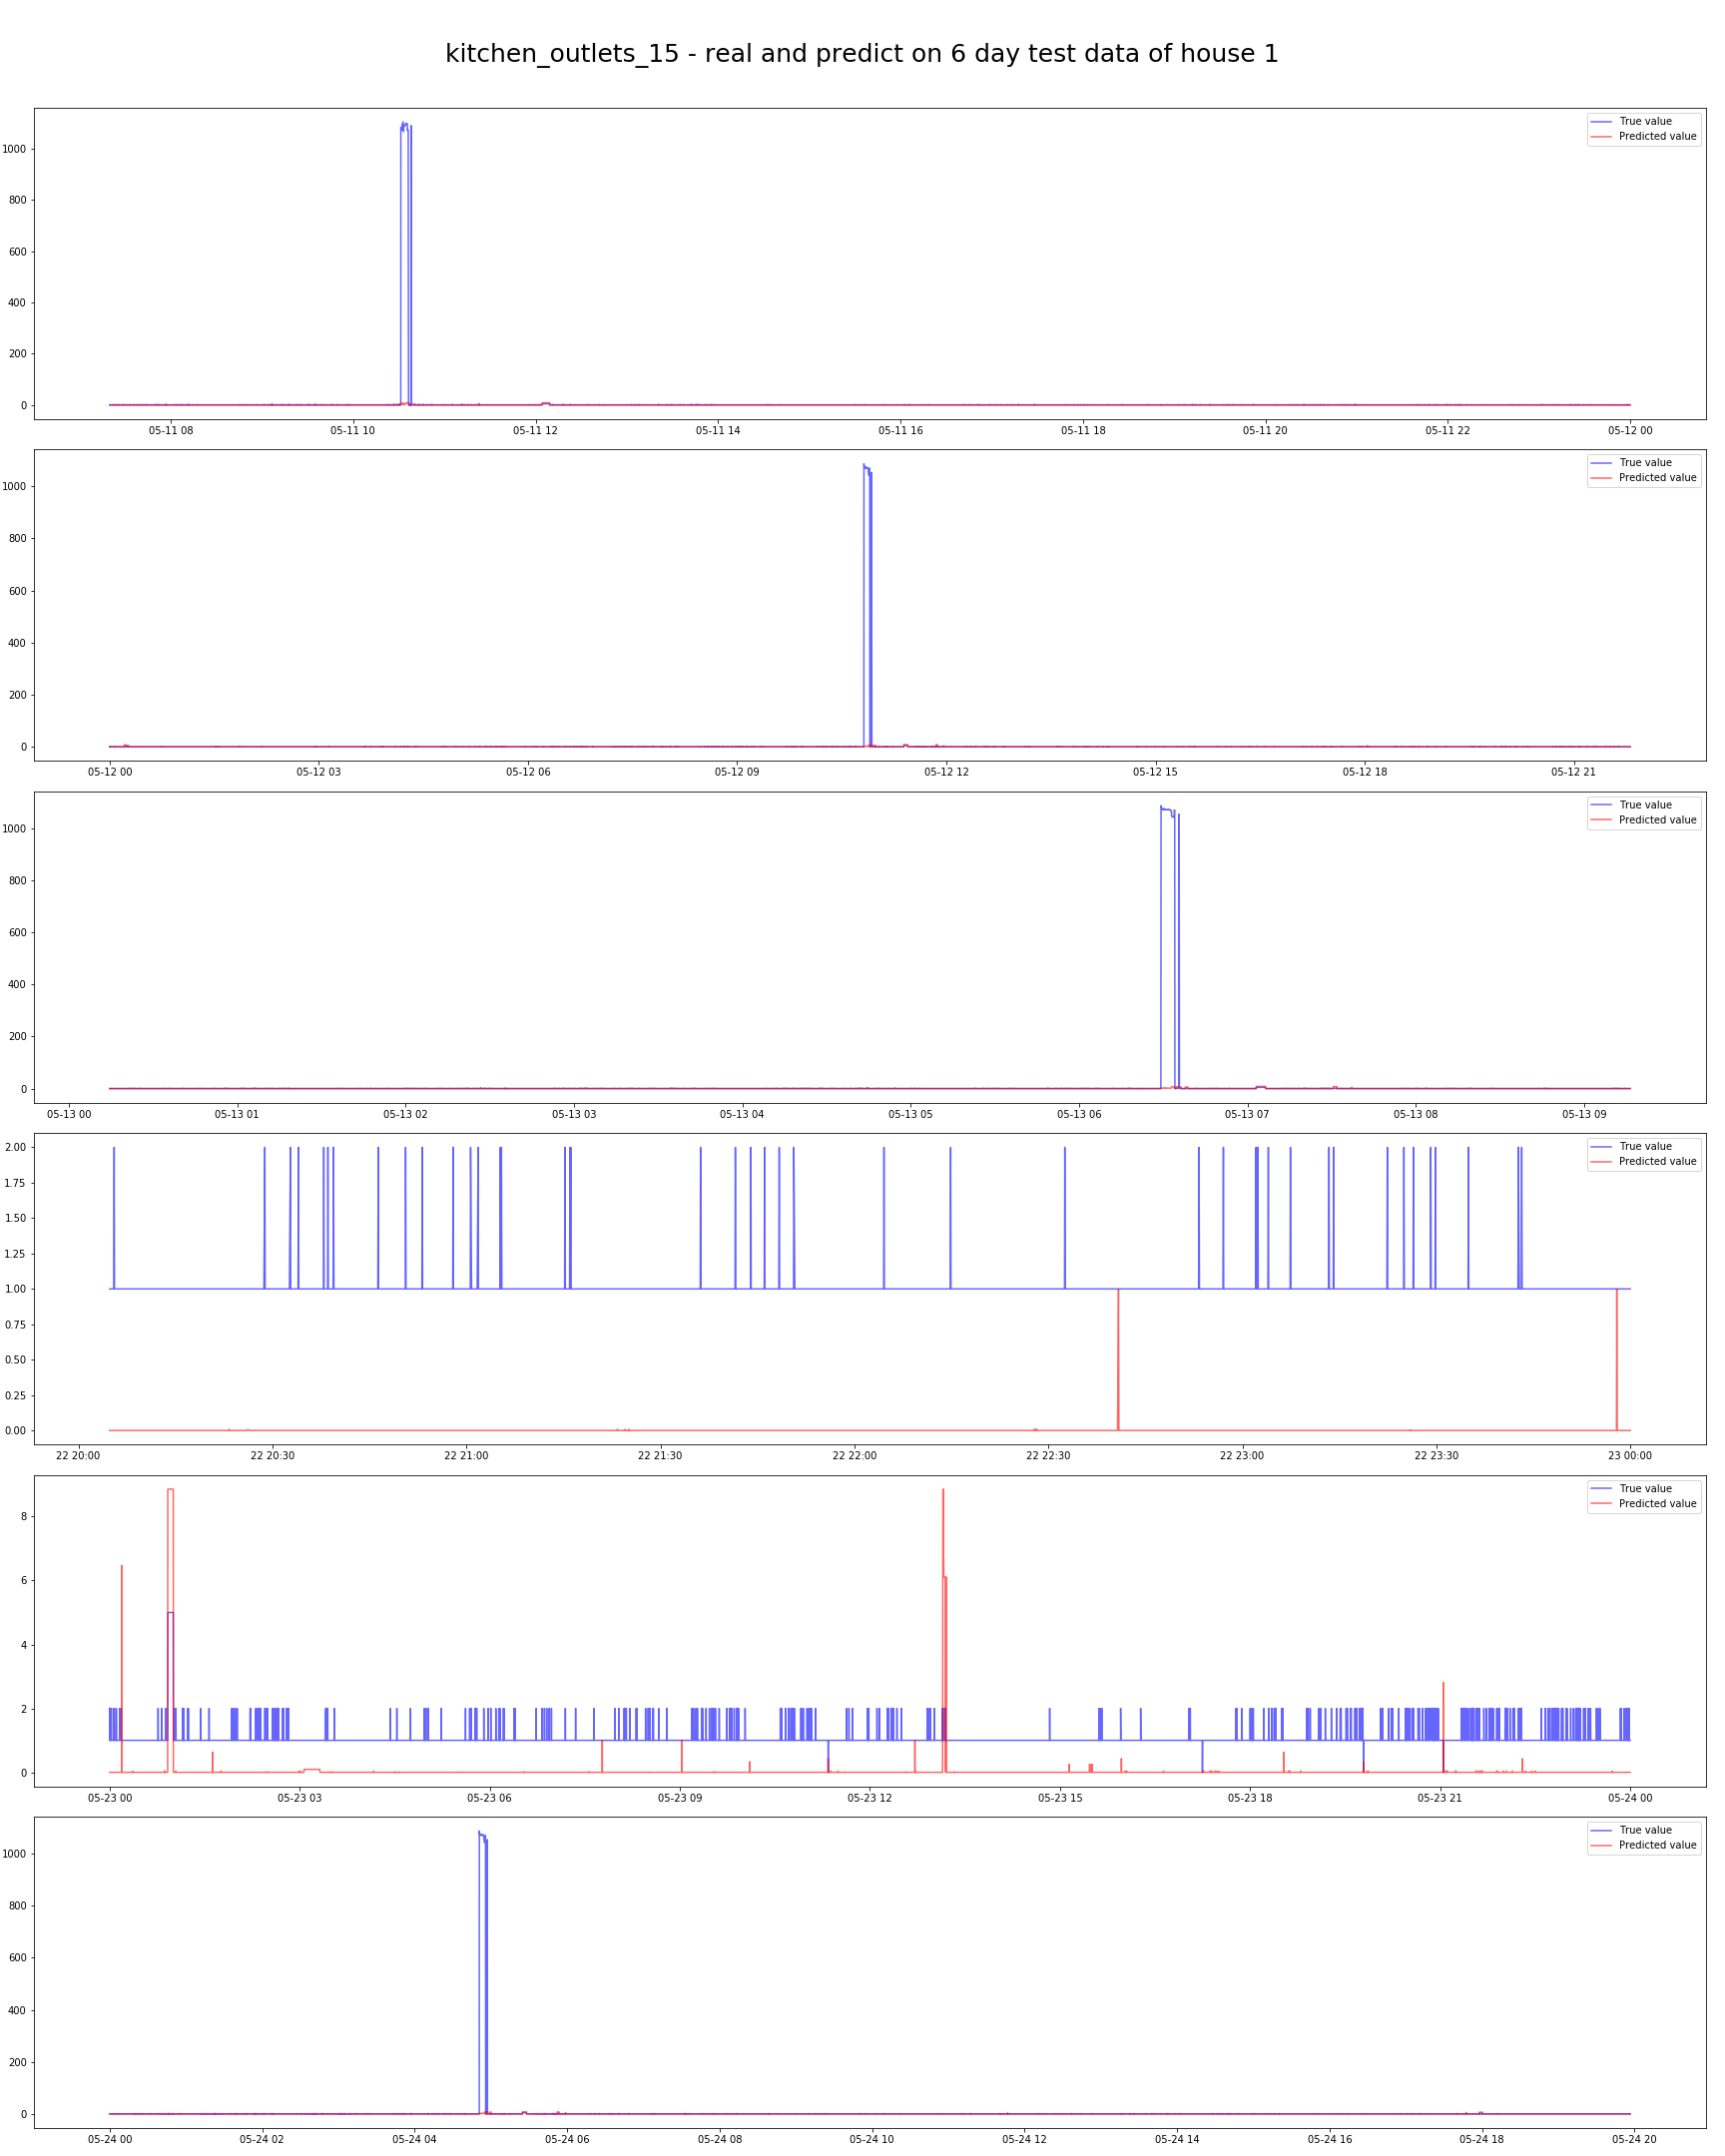 kitchen_outlets_15 - real and predict on 6 day test data of house 1
True value
Predicted value
1000
800
600
400
200
0
05-11 08 05-11 10 05-11 12 05-11 14 05-11 16 05-11 18 05-11 20 05-11 22 05-12 00
True value
Predicted value
1000
800
600
400
200
0
05-12 00 05-12 03 05-12 06 05-12 09 05-12 12 05-12 15 05-12 18 05-12 21
True value
Predicted value
1000
800
600
400
200
0
05-13 00 05-13 01 05-13 02 05-13 03 05-13 04 05-13 05 05-13 06 05-13 07 05-13 08 05-13 09
True value
Predicted value
2.00
1.75
1.50
1.25
1.00
0.75
0.50
0.25
0.00
22 20:00 22 20:30 22 21:00 22 21:30 22 22:00 22 22:30 22 23:00 22 23:30 23 00:00
True value
Predicted value
8
6
4
2
0
05-23 00 05-23 03 05-23 06 05-23 09 05-23 12 05-23 15 05-23 18 05-23 21 05-24 00
True value
Predicted value
1000
800
600
400
200
0
05-24 00 05-24 02 05-24 04 05-24 06 05-24 08 05-24 10 05-24 12 05-24 14 05-24 16 05-24 18 05-24 20